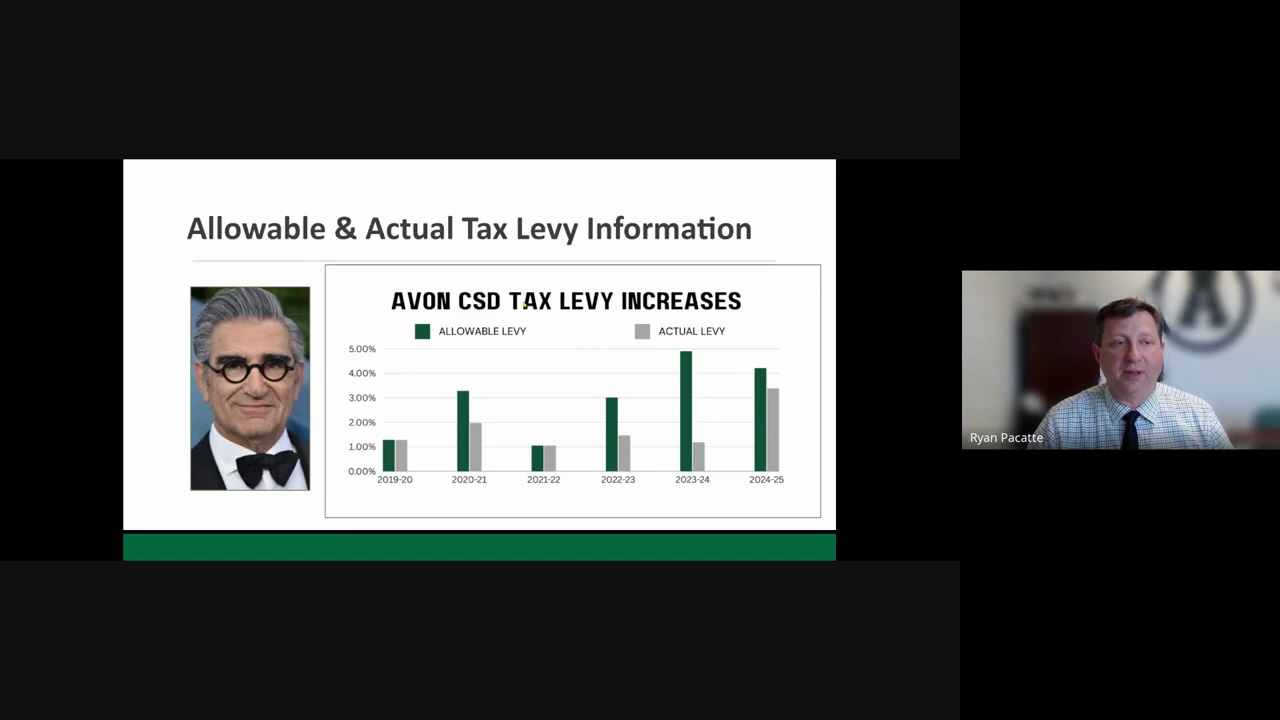 Allowable & Actual Tax Levy Information
AVON CSD TAX LEVY INCREASES
ALLOWABLE LEVY ACTUAL LEVY
5.00%
4.00%
3.00%
2.00%
1.00%
0.00%
2019-20 2020-21 2021-22 2022-23 2023-24 2024-25
Ryan Pacatte